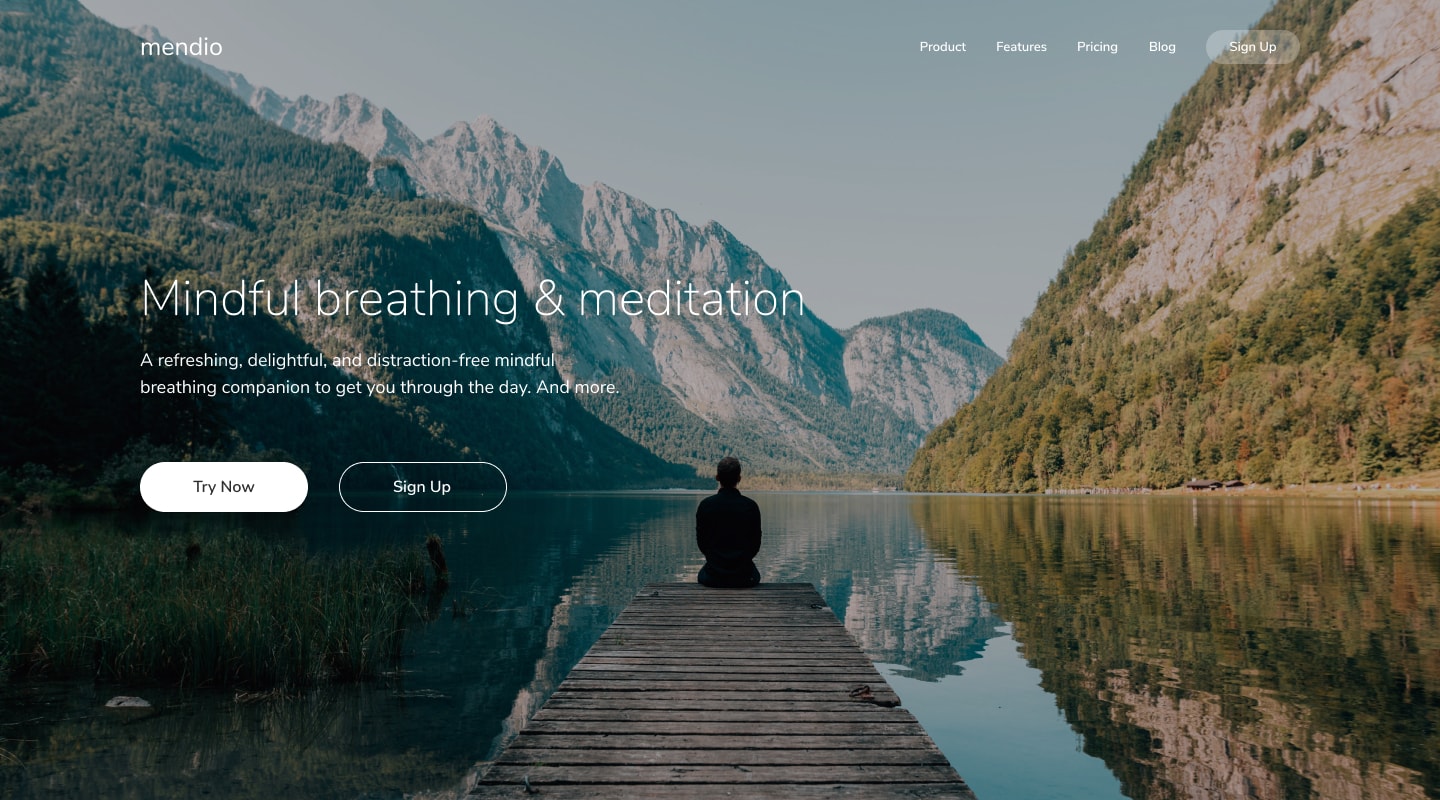 mendio
Product Features Pricing Blog Sign Up
Mindful breathing & meditation
A refreshing, delightful, and distraction-free mindful
breathing companion to get you through the day. And more.
Try Now Sign Up